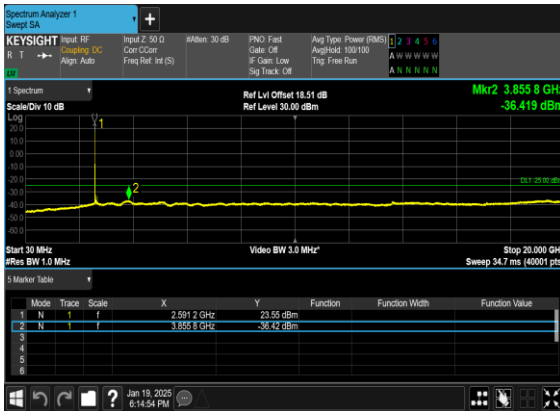 Spectrum Analyzer 1
Swept SA
+
KEYSIGHT
R T
Input: RF
Coupling: DC
Align: Auto
Input Z: 50 Ω
Corr CCorr
Freq Ref: Int (S)
#Atten: 30 dB
PNO: Fast
Gate: Off
IF Gain: Low
Sig Track: Off
Avg Type: Power (RMS)
Avg|Hold: 100/100
Trig: Free Run
1 2 3 4 5 6
A W W W W W
A N N N N N
1 Spectrum
Scale/Div 10 dB
Ref Lvl Offset 18.51 dB
Ref Level 30.00 dBm
Mkr2 3.855 8 GHz
-36.419 dBm
Log
20.0
10.0
0.00
-10.0
-20.0
-30.0
-40.0
-50.0
-60.0
1
2
DL1 -25.00 dBm
Start 30 MHz
#Res BW 1.0 MHz
Video BW 3.0 MHz*
Stop 20.000 GHz
Sweep 34.7 ms (40001 pts)
5 Marker Table
Mode Trace Scale X Y Function Function Width Function Value
1 N 1 f 2.591 2 GHz 23.55 dBm
2 N 1 f 3.855 8 GHz -36.42 dBm
3
4
5
6
?
Jan 19, 2025
6:14:54 PM